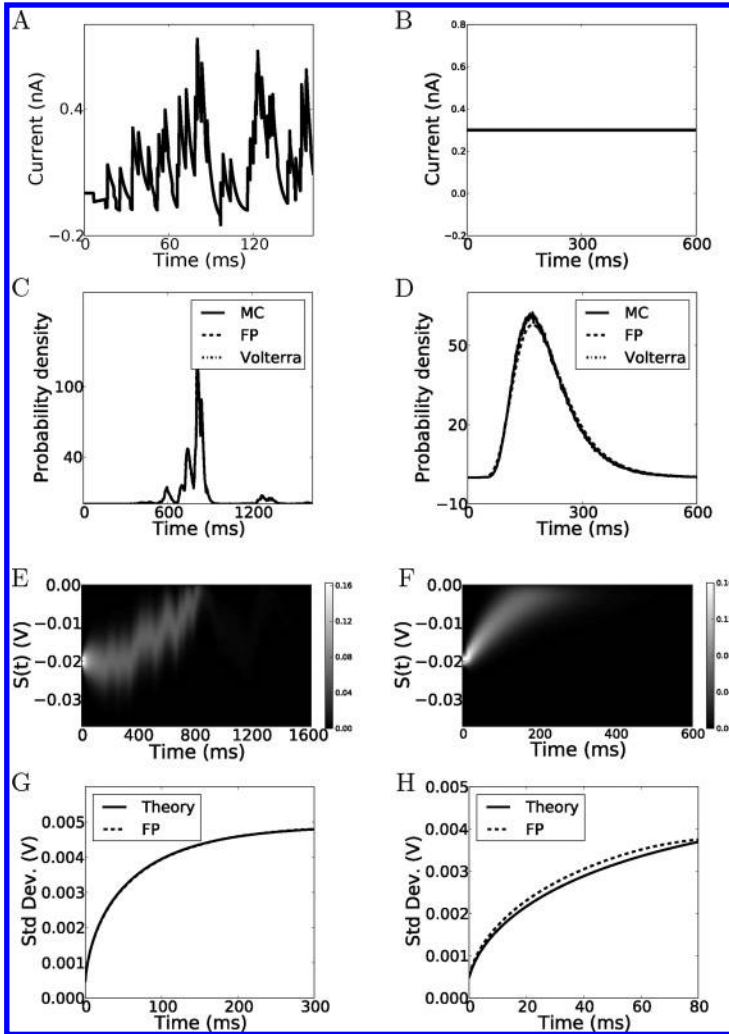 A
Current (nA)
0.4
−0.2
0
60
120
Time (ms)
B
Current (nA)
0.8
0.6
0.4
0.2
0.0
−0.2
0
300
600
Time (ms)
C
Probability density
100
40
MC
FP
Volterra
0
600
1200
Time (ms)
D
Probability density
50
20
−10
MC
FP
Volterra
0
300
600
Time (ms)
E
S(t) (V)
0.00
−0.01
−0.02
−0.03
0
400
800
1200
1600
Time (ms)
0.16
0.12
0.08
0.04
0.00
F
S(t) (V)
0.00
−0.01
−0.02
−0.03
0
200
400
600
Time (ms)
0.08
0.04
0.00
G
Std Dev. (V)
0.005
0.004
0.003
0.002
0.001
0.000
Theory
FP
0
100
200
300
Time (ms)
H
Std Dev. (V)
0.005
0.004
0.003
0.002
0.001
0.000
Theory
FP
0
20
40
60
80
Time (ms)